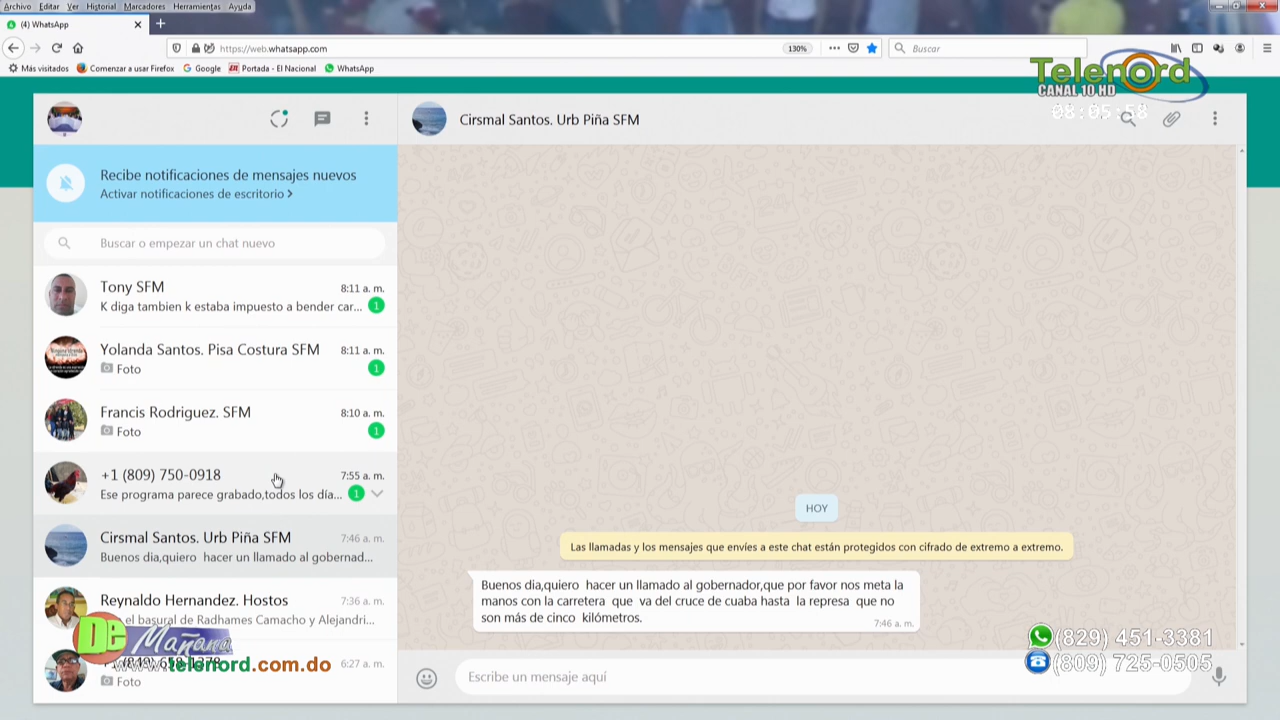 Archivo Editar Ver Historial Marcadores Herramientas Ayuda
(4) WhatsApp
https://web.whatsapp.com
130%
Buscar
Más visitados Comenzar a usar Firefox Google Portada - El Nacional WhatsApp
Telenord
CANAL 10.HD
08:05:58
Cirsmal Santos. Urb Piña SFM
Recibe notificaciones de mensajes nuevos
Activar notificaciones de escritorio >
Buscar o empezar un chat nuevo
Tony SFM 8:11 a. m.
K diga tambien k estaba impuesto a bender car... 1
Yolanda Santos. Pisa Costura SFM 8:11 a. m.
Foto 1
Francis Rodriguez. SFM 8:10 a. m.
Foto 1
+1 (809) 750-0918 7:55 a. m.
Ese programa parece grabado,todos los día... 1
Cirsmal Santos. Urb Piña SFM 7:46 a. m.
Buenos dia,quiero hacer un llamado al gobernad...
Reynaldo Hernandez. Hostos 7:36 a. m.
el basural de Radhames Camacho y Alejandri...
6:27 a. m.
Foto
De Mañana
www.telenord.com.do
HOY
Las llamadas y los mensajes que envíes a este chat están protegidos con cifrado de extremo a extremo.
Buenos dia,quiero hacer un llamado al gobernador,que por favor nos meta la
manos con la carretera que va del cruce de cuaba hasta la represa que no
son más de cinco kilómetros.
7:46 a. m.
(829) 451-3381
(809) 725-0505
Escribe un mensaje aquí